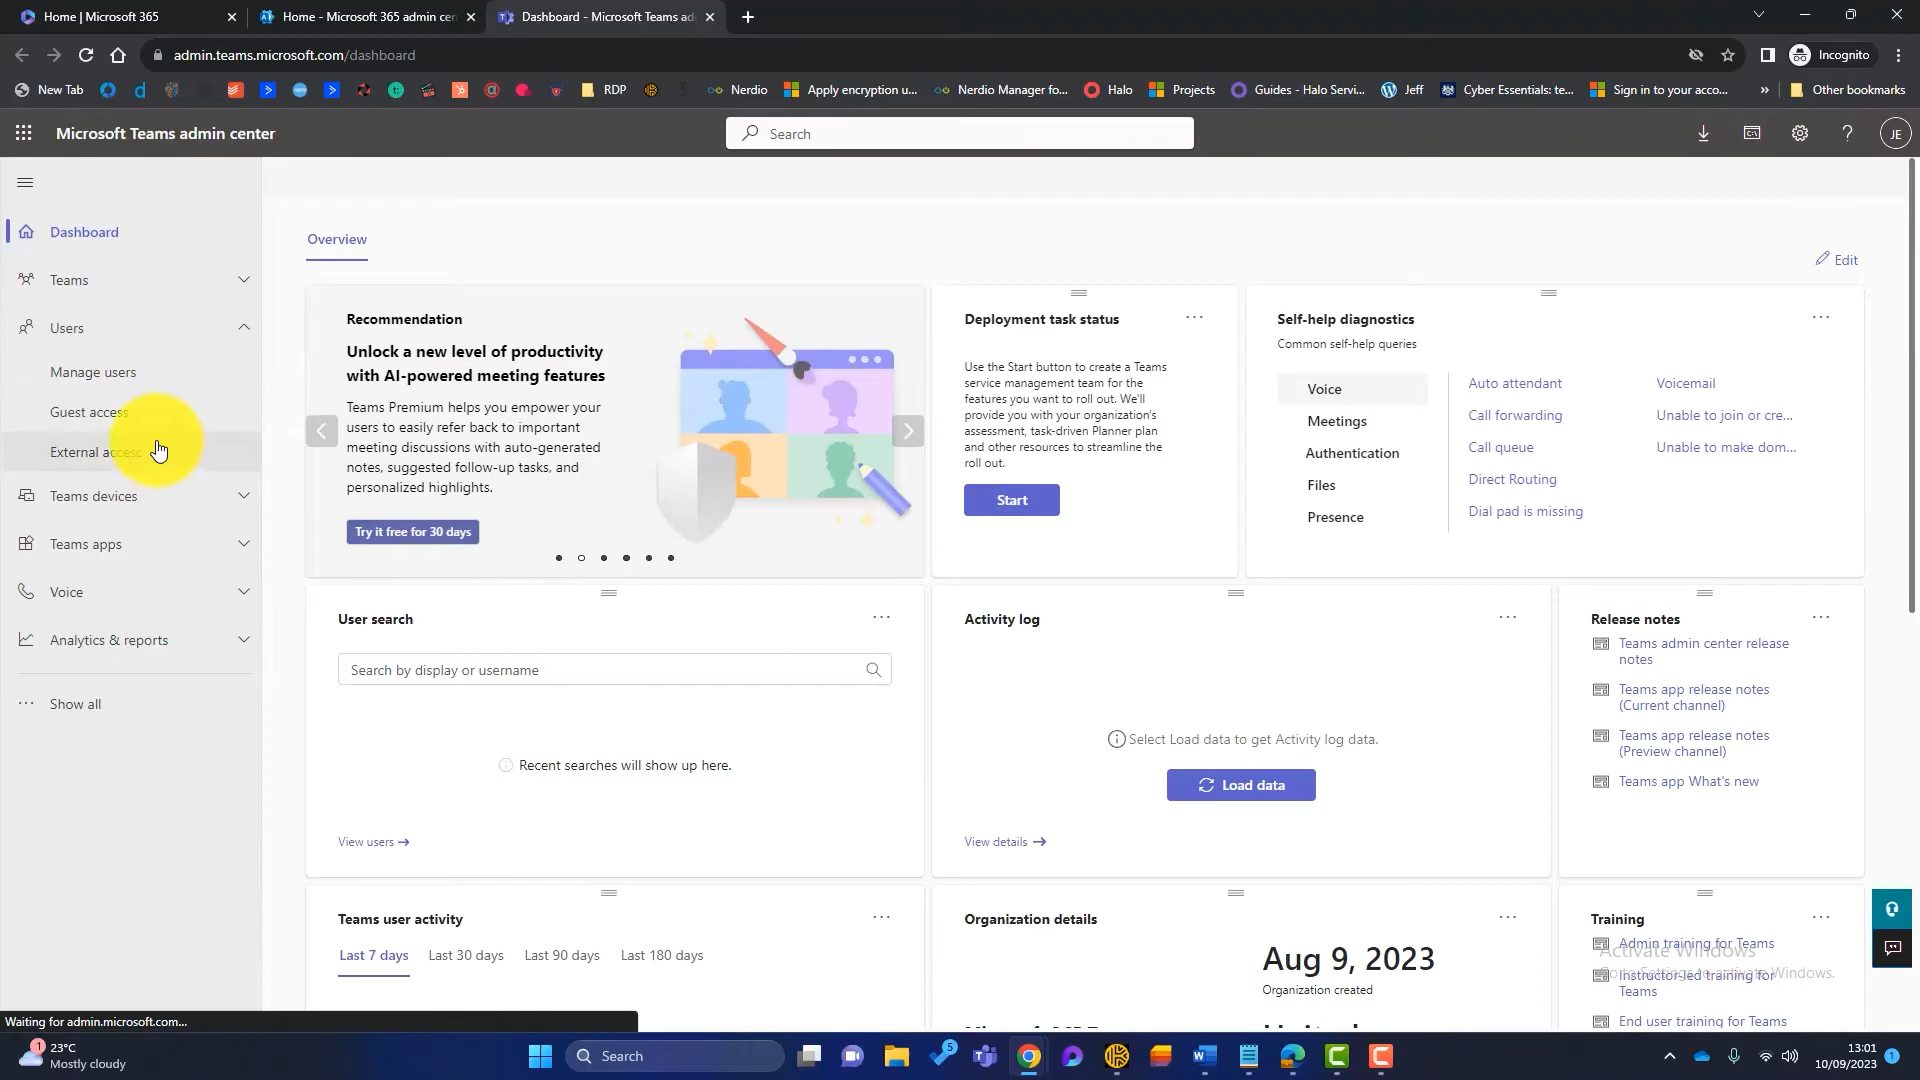 Home | Microsoft 365
Home - Microsoft 365 admin cen
Dashboard - Microsoft Teams ad
admin.teams.microsoft.com/dashboard
Incognito
New Tab
RDP
Nerdio
Apply encryption u...
Nerdio Manager fo...
Halo
Projects
Guides - Halo Servi...
Jeff
Cyber Essentials: te...
Sign in to your acco...
Other bookmarks
Microsoft Teams admin center
Search
JE
Dashboard
Teams
Users
Manage users
Guest access
External access
Teams devices
Teams apps
Voice
Analytics & reports
Show all
Overview
Edit
Recommendation
Unlock a new level of productivity
with AI-powered meeting features
Teams Premium helps you empower your
users to easily refer back to important
meeting discussions with auto-generated
notes, suggested follow-up tasks, and
personalized highlights.
Try it free for 30 days
Deployment task status
Use the Start button to create a Teams
service management team for the
features you want to roll out. We'll
provide you with your organization's
assessment, task-driven Planner plan
and other resources to streamline the
roll out.
Start
Self-help diagnostics
Common self-help queries
Voice
Meetings
Authentication
Files
Presence
Auto attendant
Call forwarding
Call queue
Direct Routing
Dial pad is missing
Voicemail
Unable to join or cre...
Unable to make dom...
User search
Search by display or username
Recent searches will show up here.
View users →
Activity log
Select Load data to get Activity log data.
Load data
View details →
Release notes
Teams admin center release
notes
Teams app release notes
(Current channel)
Teams app release notes
(Preview channel)
Teams app What's new
Teams user activity
Last 7 days
Last 30 days
Last 90 days
Last 180 days
Organization details
Aug 9, 2023
Organization created
Training
Admin training for Teams
Activate Windows
Go to Settings to activate Windows.
Instructor-led training for
Teams
End user training for Teams
Waiting for admin.microsoft.com...
1
23°C
Mostly cloudy
Search
5
13:01
10/09/2023
1